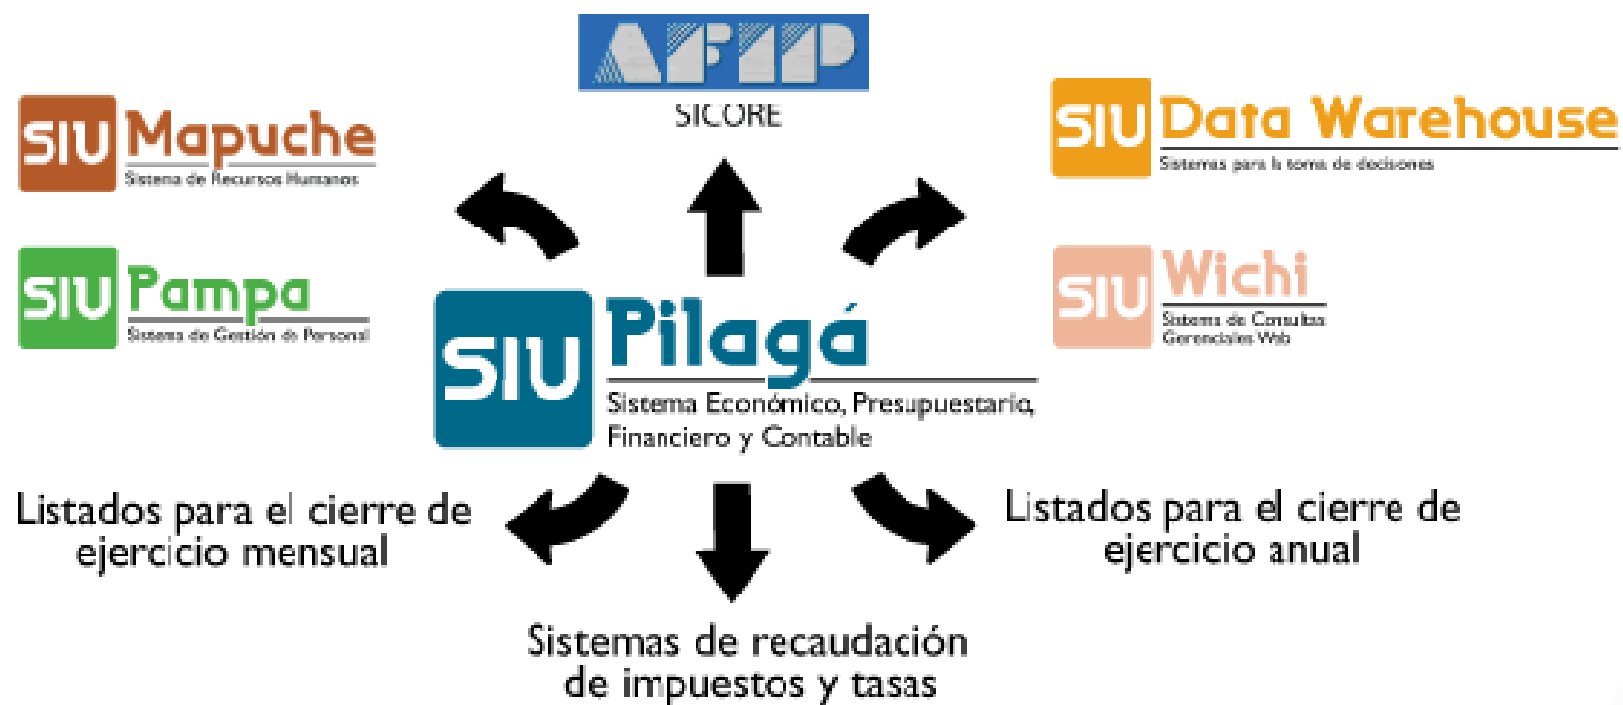 AFIP
SICORE
SIU Mapuche
Sistema de Recursos Humanos
SIU Data Warehouse
Sistemas para la toma de decisiones
SIU Pampa
Sistema de Gestión de Personal
SIU Wichi
Sistema de Consultas
Gerenciales Web
SIU Pilagá
Sistema Económico, Presupuestario,
Financiero y Contable
Listados para el cierre de
ejercicio mensual
Listados para el cierre de
ejercicio anual
Sistemas de recaudación
de impuestos y tasas